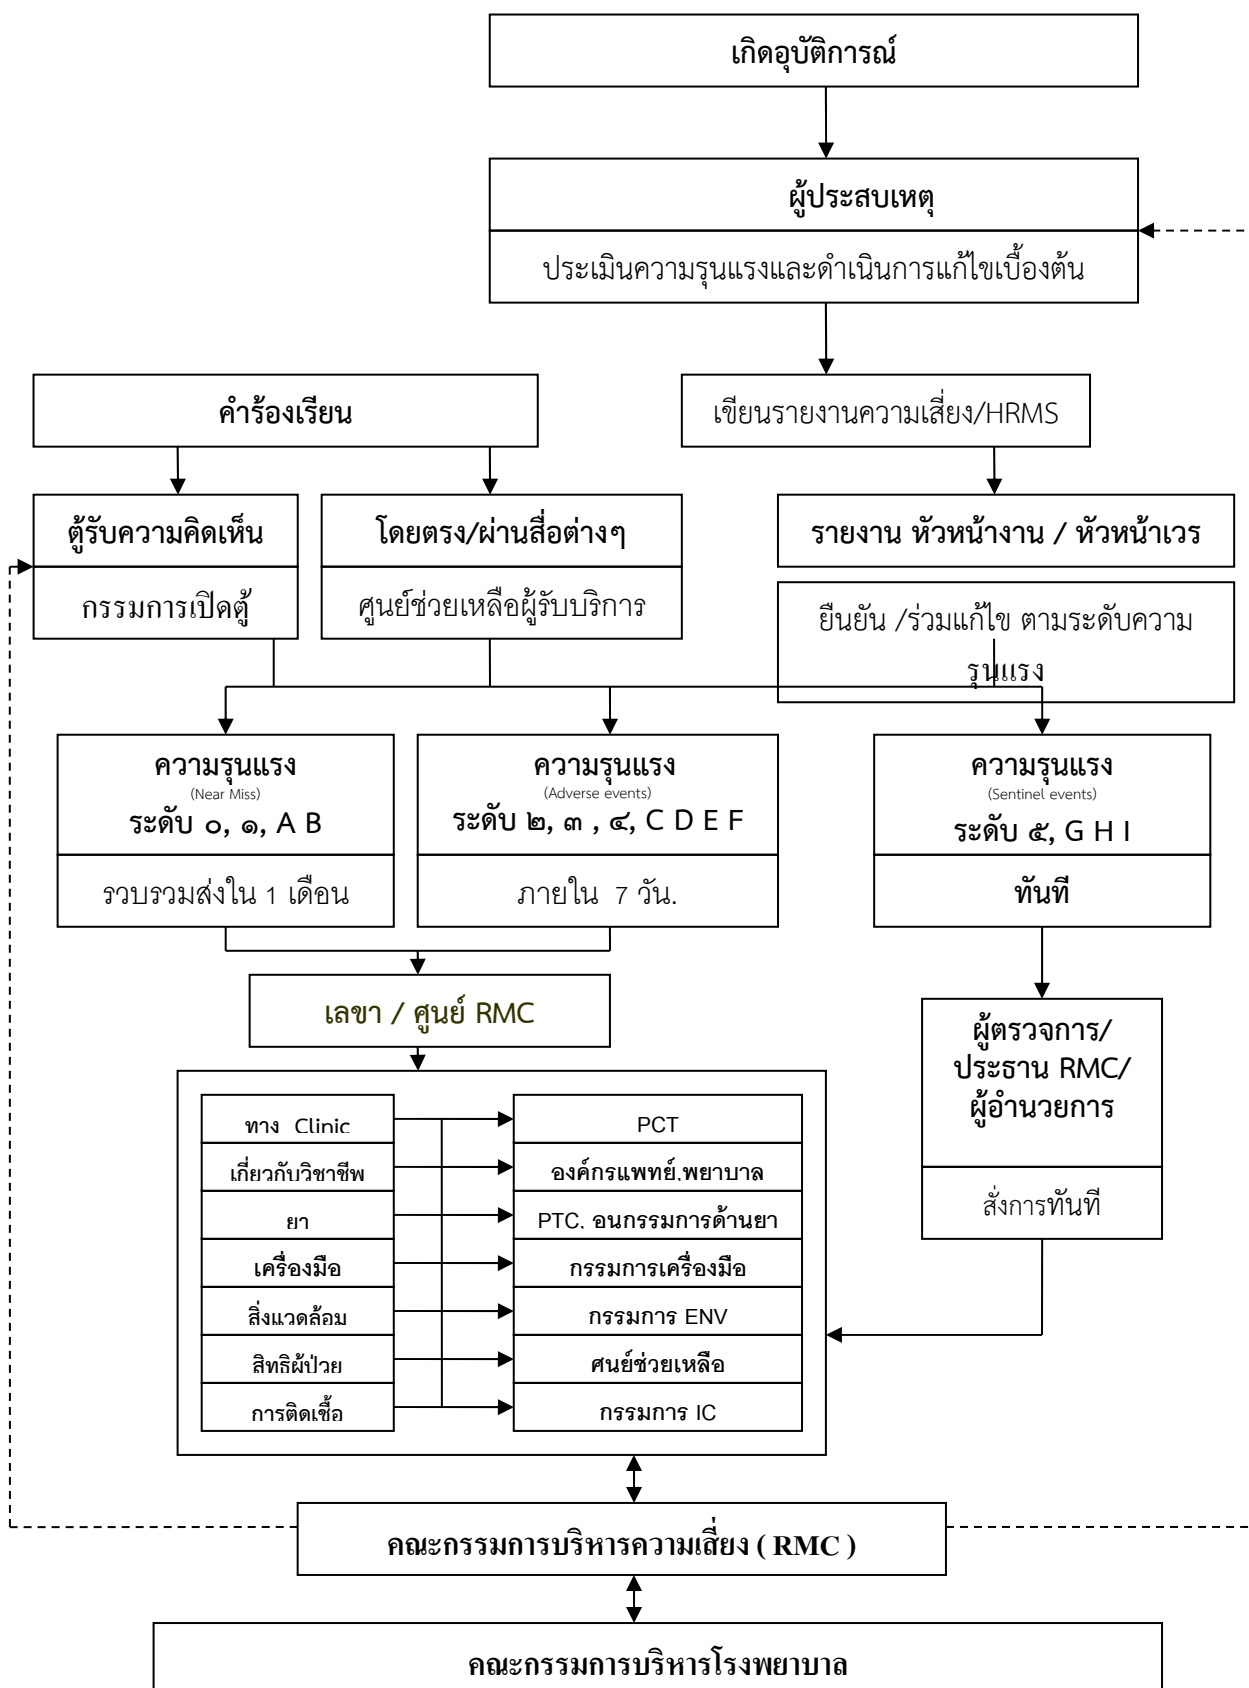 เกิดอุบัติการณ์
ผู้ประสบเหตุ
ประเมินความรุนแรงและดำเนินการแก้ไขเบื้องต้น
คำร้องเรียน
เขียนรายงานความเสี่ยง/HRMS
ตู้รับความคิดเห็น
กรรมการเปิดตู้
โดยตรง/ผ่านสื่อต่างๆ
ศูนย์ช่วยเหลือผู้รับบริการ
รายงาน หัวหน้างาน / หัวหน้าเวร
ยืนยัน /ร่วมแก้ไข ตามระดับความ
รุนแรง
ความรุนแรง
(Near Miss)
ระดับ ๐, ๑, A B
รวบรวมส่งใน 1 เดือน
ความรุนแรง
(Adverse events)
ระดับ ๒, ๓ , ๔, C D E F
ภายใน 7 วัน.
ความรุนแรง
(Sentinel events)
ระดับ ๕, G H I
ทันที
เลขา / ศูนย์ RMC
ผู้ตรวจการ/
ประธาน RMC/
ผู้อำนวยการ
สั่งการทันที
ทาง Clinic
PCT
เกี่ยวกับวิชาชีพ
องค์กรแพทย์.พยาบาล
ยา
PTC. อนุกรรมการด้านยา
เครื่องมือ
กรรมการเครื่องมือ
สิ่งแวดล้อม
กรรมการ ENV
สิทธิผู้ป่วย
ศูนย์ช่วยเหลือ
การติดเชื้อ
กรรมการ IC
คณะกรรมการบริหารความเสี่ยง ( RMC )
คณะกรรมการบริหารโรงพยาบาล